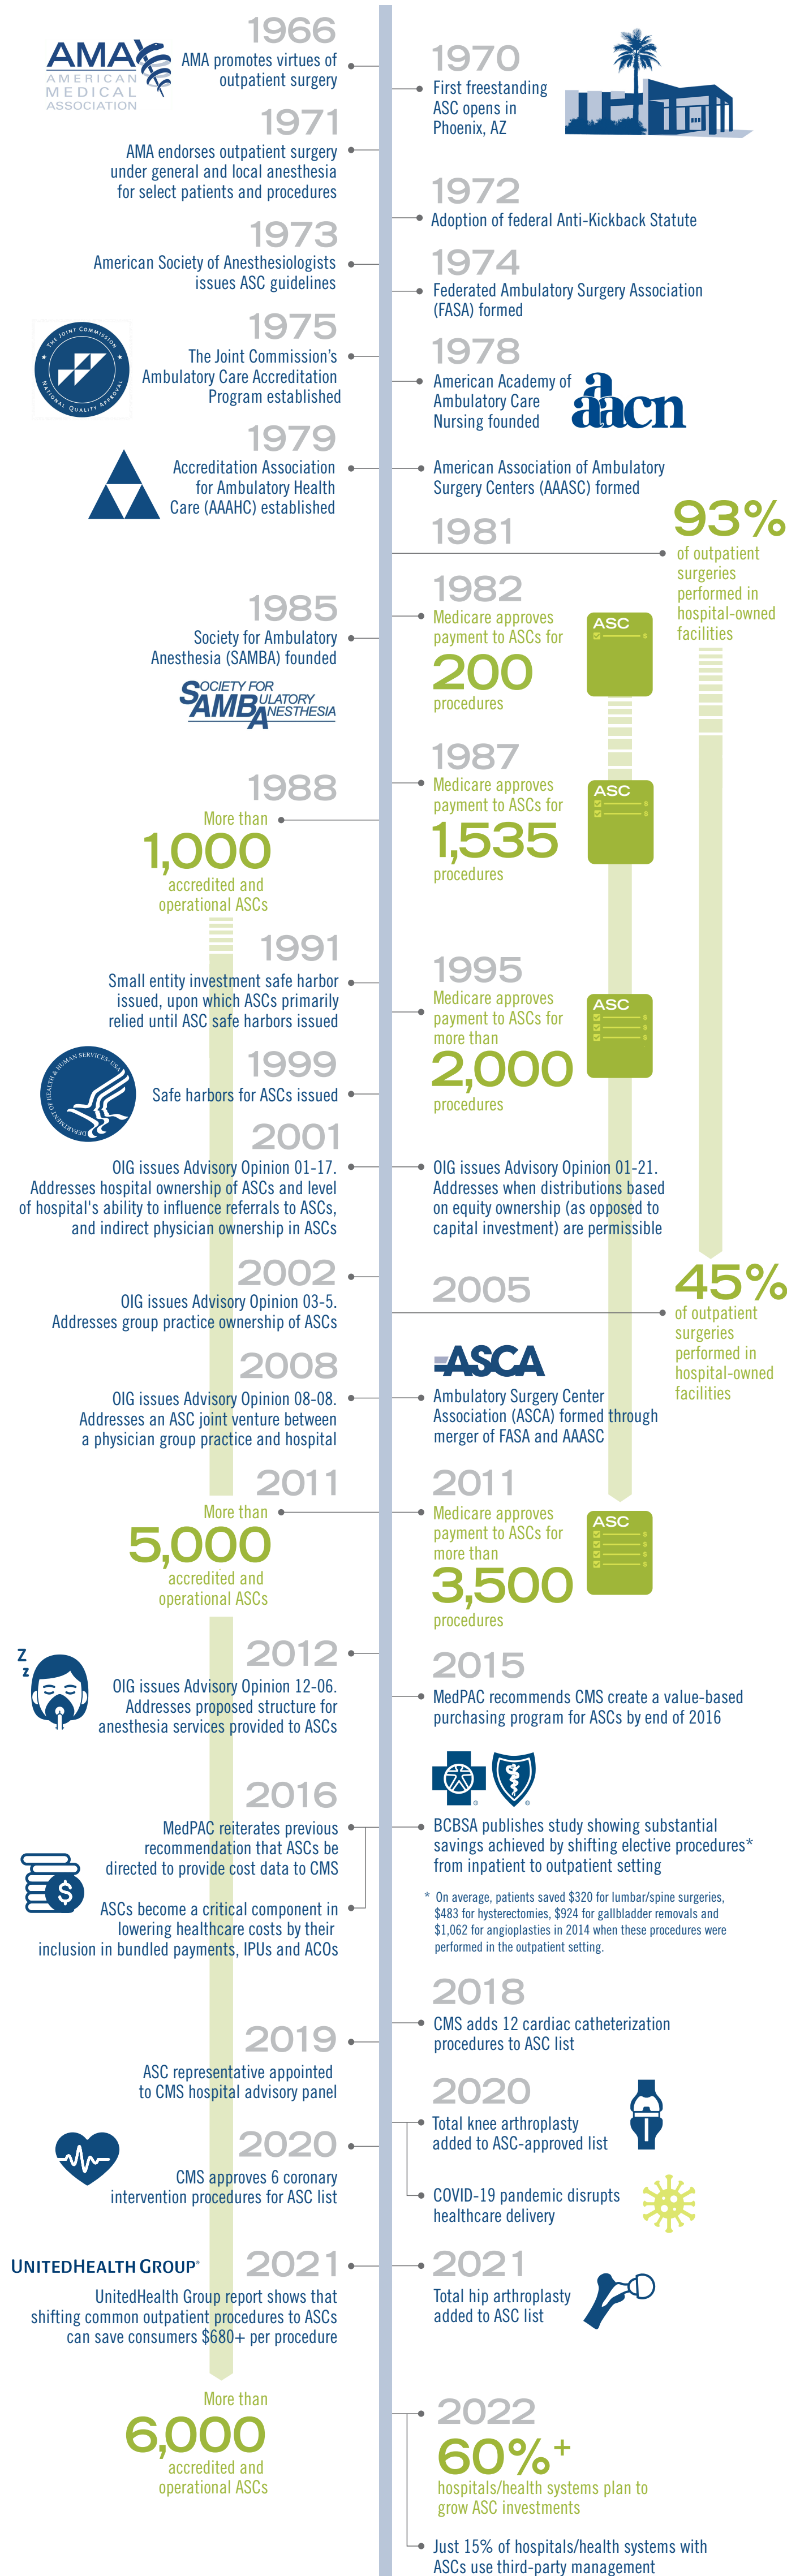 1966
AMA
AMERICAN
MEDICAL
ASSOCIATION
AMA promotes virtues of
outpatient surgery
1970
First freestanding
ASC opens in
Phoenix, AZ
1971
AMA endorses outpatient surgery
under general and local anesthesia
for select patients and procedures
1972
Adoption of federal Anti-Kickback Statute
1973
American Society of Anesthesiologists
issues ASC guidelines
1974
Federated Ambulatory Surgery Association
(FASA) formed
1975
THE JOINT COMMISSION
NATIONAL QUALITY APPROVAL
The Joint Commission's
Ambulatory Care Accreditation
Program established
1978
American Academy of
Ambulatory Care
Nursing founded
aaacn
1979
Accreditation Association
for Ambulatory Health
Care (AAAHC) established
American Association of Ambulatory
Surgery Centers (AAASC) formed
1981
93%
of outpatient
surgeries
performed in
hospital-owned
facilities
1982
Medicare approves
payment to ASCs for
200
procedures
ASC
$
1985
Society for Ambulatory
Anesthesia (SAMBA) founded
SOCIETY FOR
AMBULATORY
ANESTHESIA
1987
Medicare approves
payment to ASCs for
1,535
procedures
ASC
$
$
1988
More than
1,000
accredited and
operational ASCs
1991
Small entity investment safe harbor
issued, upon which ASCs primarily
relied until ASC safe harbors issued
1995
Medicare approves
payment to ASCs for
more than
2,000
procedures
ASC
$
$
$
1999
DEPARTMENT OF HEALTH & HUMAN SERVICES • USA
Safe harbors for ASCs issued
2001
OIG issues Advisory Opinion 01-17.
Addresses hospital ownership of ASCs and level
of hospital's ability to influence referrals to ASCs,
and indirect physician ownership in ASCs
OIG issues Advisory Opinion 01-21.
Addresses when distributions based
on equity ownership (as opposed to
capital investment) are permissible
2002
OIG issues Advisory Opinion 03-5.
Addresses group practice ownership of ASCs
2005
45%
of outpatient
surgeries
performed in
hospital-owned
facilities
2008
OIG issues Advisory Opinion 08-08.
Addresses an ASC joint venture between
a physician group practice and hospital
ASCA
Ambulatory Surgery Center
Association (ASCA) formed through
merger of FASA and AAASC
2011
More than
5,000
accredited and
operational ASCs
2011
Medicare approves
payment to ASCs for
more than
3,500
procedures
ASC
$
$
$
$
2012
Z
z
OIG issues Advisory Opinion 12-06.
Addresses proposed structure for
anesthesia services provided to ASCs
2015
MedPAC recommends CMS create a value-based
purchasing program for ASCs by end of 2016
2016
MedPAC reiterates previous
recommendation that ASCs be
directed to provide cost data to CMS
$
ASCs become a critical component in
lowering healthcare costs by their
inclusion in bundled payments, IPUs and ACOs
® ®
BCBSA publishes study showing substantial
savings achieved by shifting elective procedures*
from inpatient to outpatient setting
* On average, patients saved $320 for lumbar/spine surgeries,
$483 for hysterectomies, $924 for gallbladder removals and
$1,062 for angioplasties in 2014 when these procedures were
performed in the outpatient setting.
2018
CMS adds 12 cardiac catheterization
procedures to ASC list
2019
ASC representative appointed
to CMS hospital advisory panel
2020
Total knee arthroplasty
added to ASC-approved list
2020
CMS approves 6 coronary
intervention procedures for ASC list
COVID-19 pandemic disrupts
healthcare delivery
UNITEDHEALTH GROUP®
2021
UnitedHealth Group report shows that
shifting common outpatient procedures to ASCs
can save consumers $680+ per procedure
2021
Total hip arthroplasty
added to ASC list
More than
6,000
accredited and
operational ASCs
2022
60%+
hospitals/health systems plan to
grow ASC investments
Just 15% of hospitals/health systems with
ASCs use third-party management